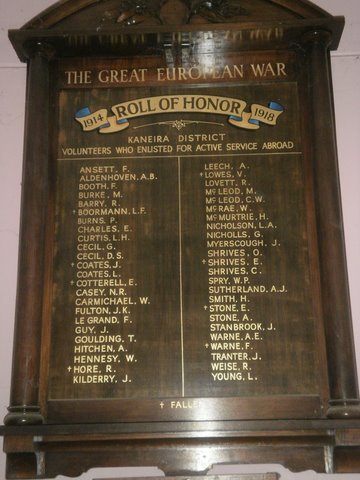 THE GREAT EUROPEAN WAR
1914 ROLL OF HONOR 1918
KANEIRA DISTRICT
VOLUNTEERS WHO ENLISTED FOR ACTIVE SERVICE ABROAD
ANSETT, F.
ALDENHOVEN, A.B.
BOOTH, F.
BURKE, M.
BARRY, R.
† BOORMANN, L.F.
BURNS, P.
CHARLES, E.
CURTIS, L.H.
CECIL, G.
CECIL, D.S.
† COATES, J.
COATES, L.
† COTTERELL, E.
CASEY, N.R.
CARMICHAEL, W.
FULTON, J.K.
LE GRAND, F.
GUY, J.
GOULDING, T.
HITCHEN, A.
HENNESY, W.
† HORE, R.
KILDERRY, J.
LEECH, A.
† LOWES, V.
LOVETT, R.
McLEOD, M.
McLEOD, C.W.
McRAE, W.
McMURTRIE, H.
NICHOLSON, L.A.
NICHOLLS, G.
MYERSCOUGH, J.
SHRIVES, O.
† SHRIVES, E.
SHRIVES, C.
SPRY, W.P.
SUTHERLAND, A.J.
SMITH, H.
† STONE, E.
STONE, A.
STANBROOK, J.
WARNE, A.E.
† WARNE, F.
TRANTER, J.
WEISE, R.
YOUNG, L.
† FALLEN